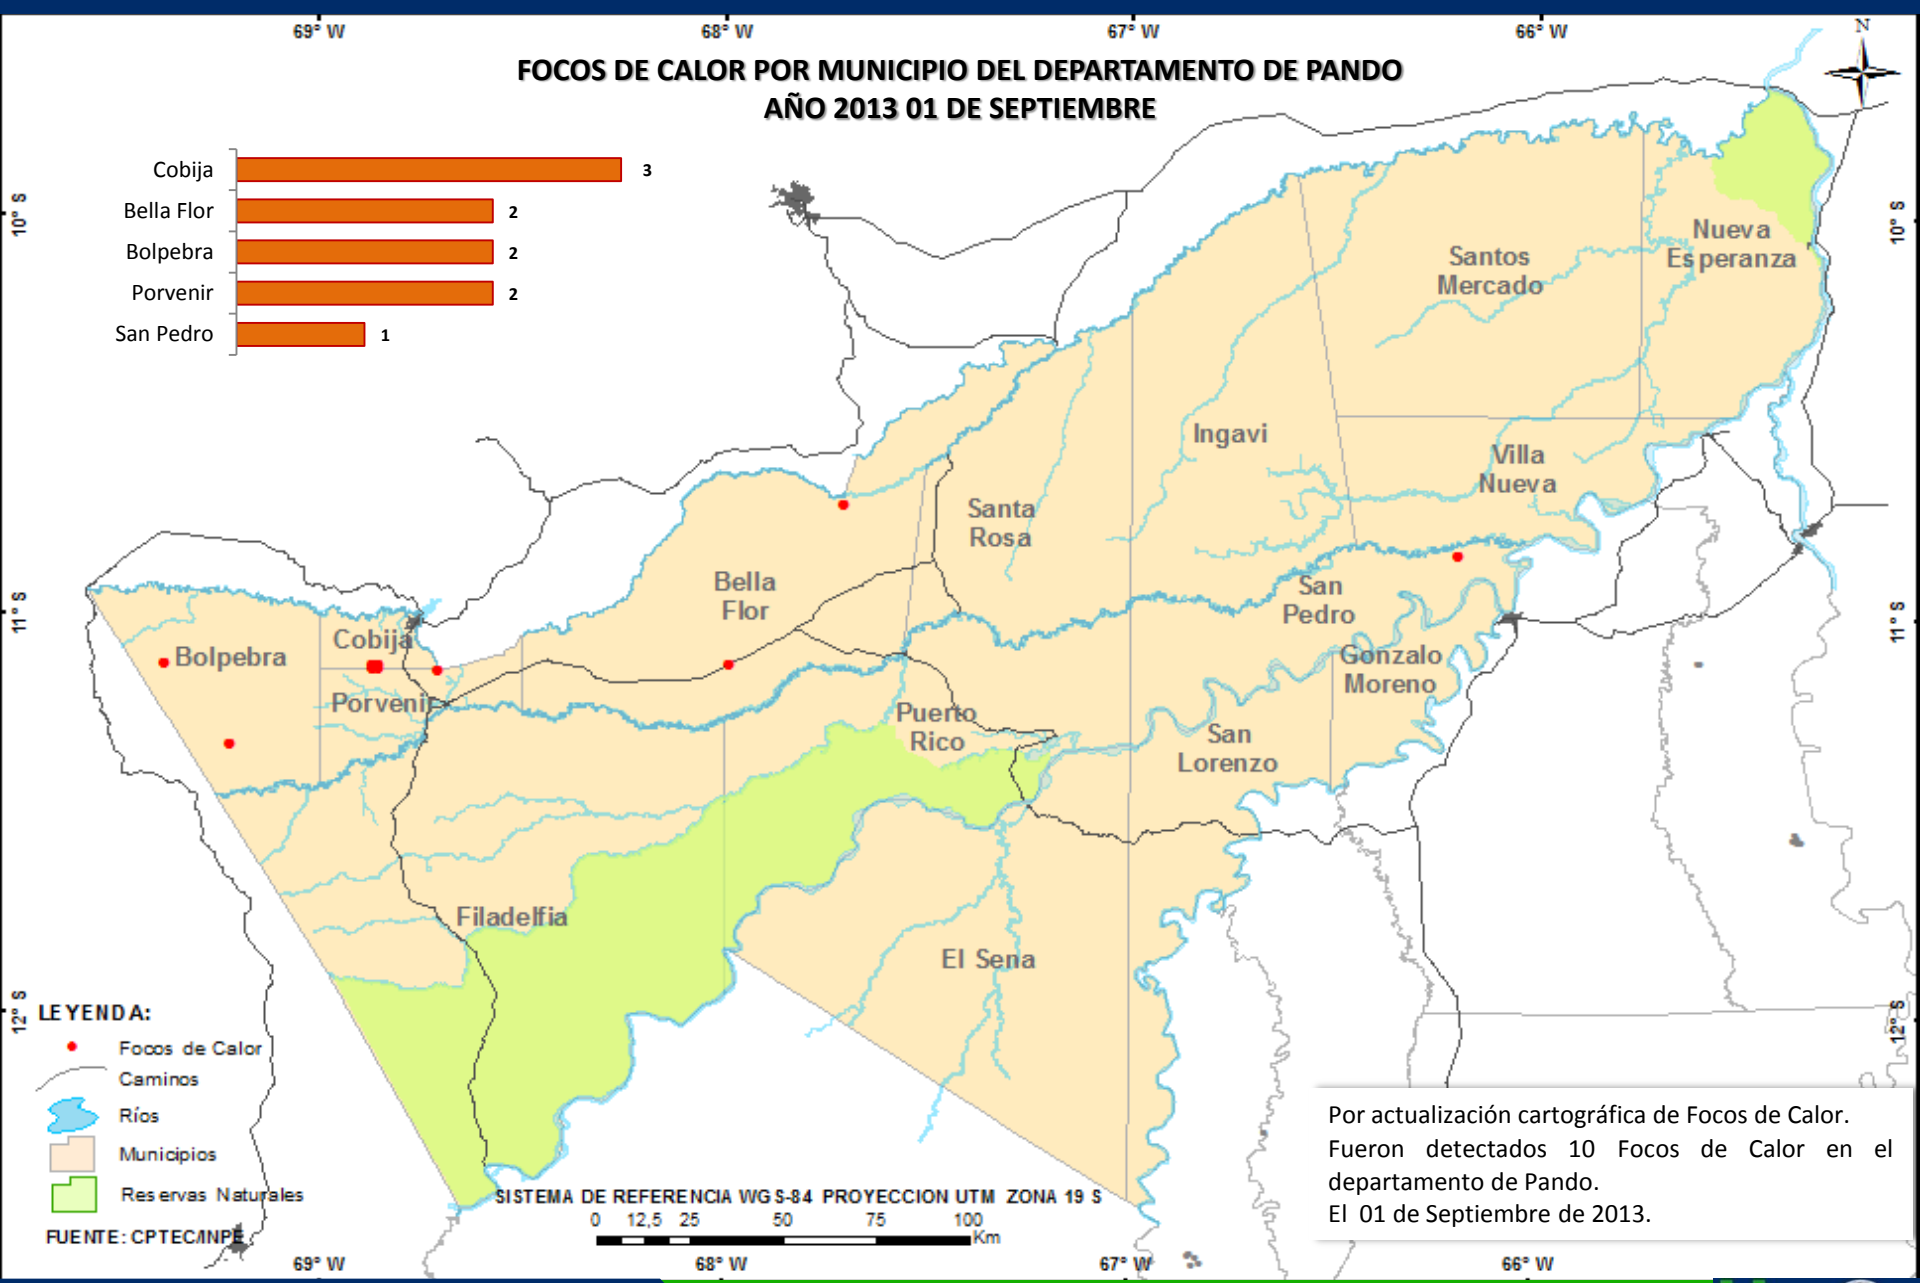 69° W
68° W
67° W
66° W
N
FOCOS DE CALOR POR MUNICIPIO DEL DEPARTAMENTO DE PANDO
AÑO 2013 01 DE SEPTIEMBRE
Cobija 3
Bella Flor 2
Bolpebra 2
Porvenir 2
San Pedro 1
10° S
10° S
11° S
11° S
12° S
12° S
Nueva
Esperanza
Santos
Mercado
Ingavi
Villa
Nueva
Santa
Rosa
Bella
Flor
San
Pedro
Cobija
Bolpebra
Gonzalo
Moreno
Porvenir
Puerto
Rico
San
Lorenzo
Filadelfia
El Sena
LEYENDA:
Focos de Calor
Caminos
Ríos
Municipios
Reservas Naturales
FUENTE: CPTEC/INPE
SISTEMA DE REFERENCIA WGS-84 PROYECCION UTM ZONA 19 S
0 12,5 25 50 75 100
Km
Por actualización cartográfica de Focos de Calor.
Fueron detectados 10 Focos de Calor en el
departamento de Pando.
El 01 de Septiembre de 2013.
69° W
68° W
67° W
66° W